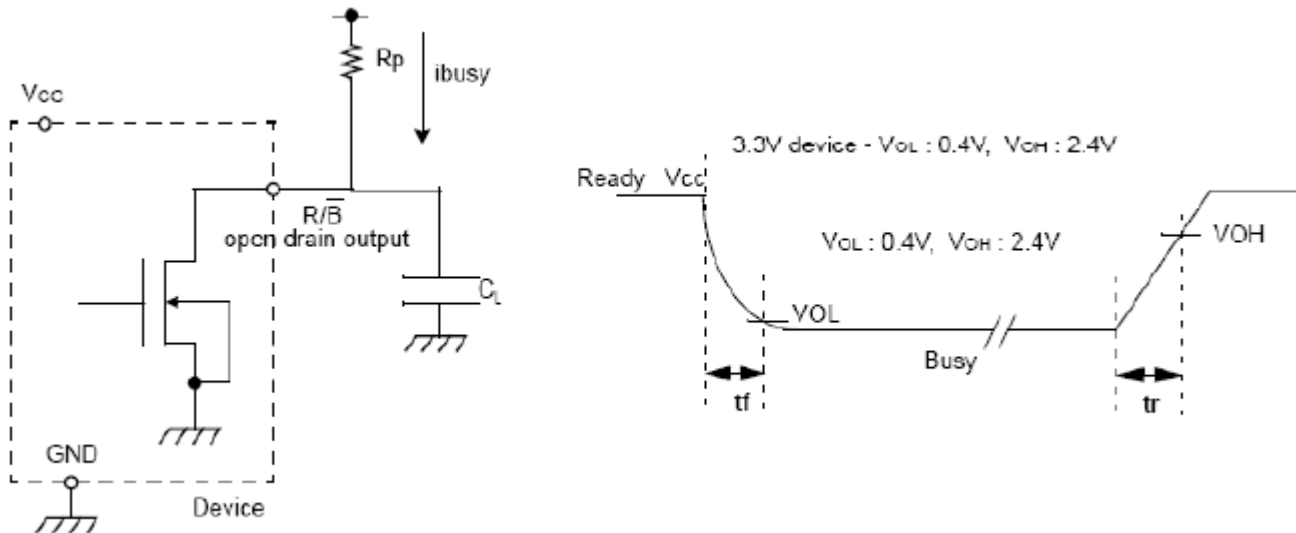 Rp
ibusy
Vcc
R/B̅
open drain output
CL
GND
Device
3.3V device - VOL : 0.4V, VOH : 2.4V
Ready Vcc
VOL : 0.4V, VOH : 2.4V
VOH
VOL
Busy
tf
tr